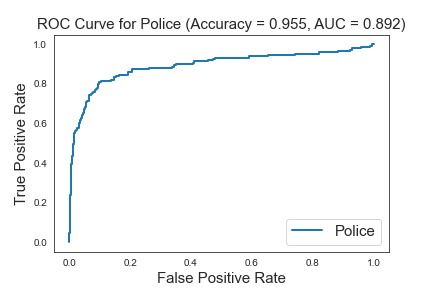 ROC Curve for Police (Accuracy = 0.955, AUC = 0.892)
1.0
0.8
0.6
0.4
0.2
0.0
True Positive Rate
Police
0.0 0.2 0.4 0.6 0.8 1.0
False Positive Rate